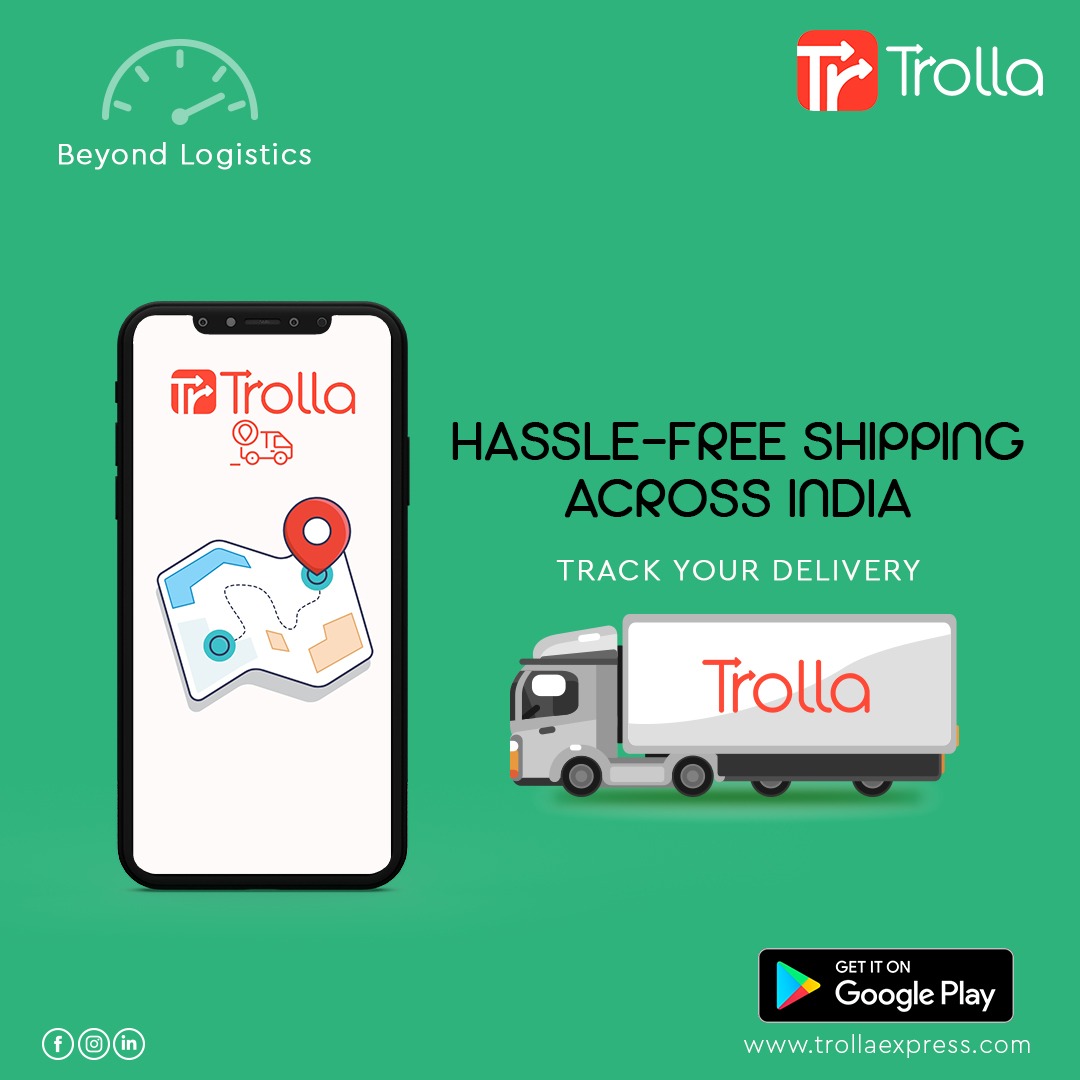 Beyond Logistics
Tr Trolla
Tr Trolla
HASSLE-FREE SHIPPING
ACROSS INDIA
TRACK YOUR DELIVERY
Trolla
GET IT ON
Google Play
f in
www.trollaexpress.com